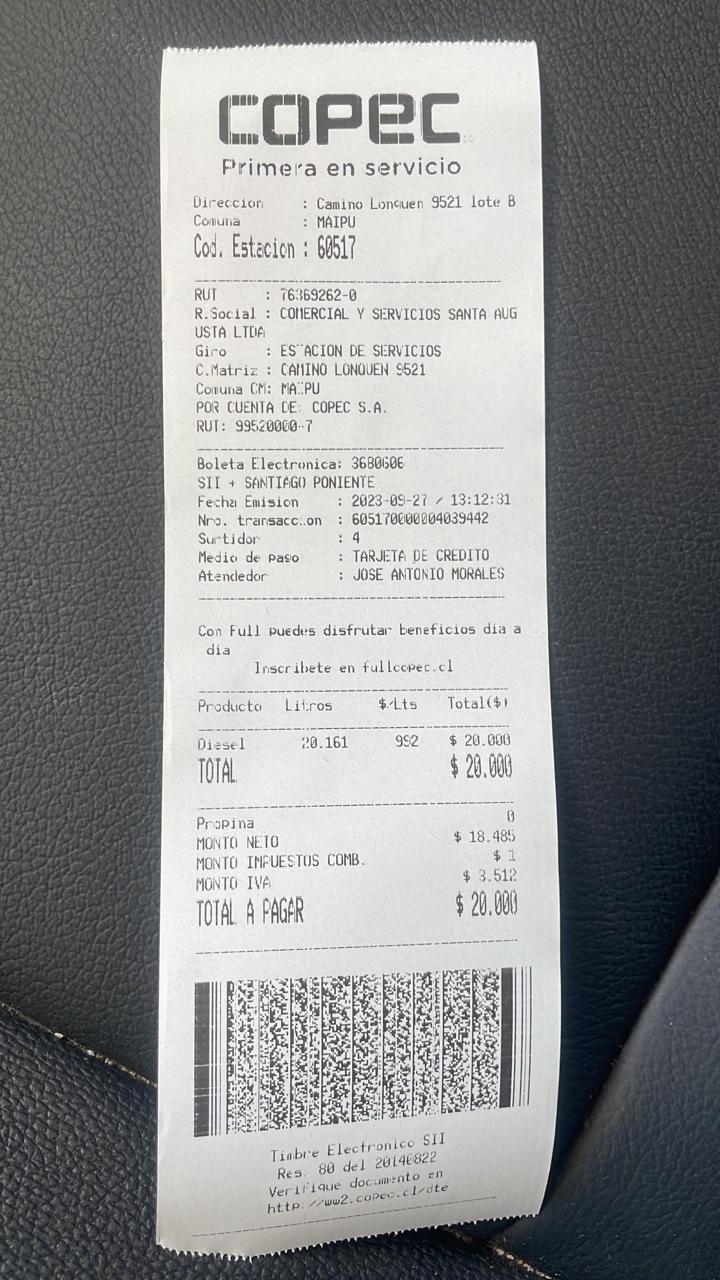 copec
Primera en servicio
Direccion : Camino Lonquen 9521 lote B
Comuna : MAIPU
Cod. Estacion : 60517
RUT : 76369262-0
R.Social : COMERCIAL Y SERVICIOS SANTA AUG
USTA LTDA
Giro : ESTACION DE SERVICIOS
C.Matriz : CAMINO LONQUEN 9521
Comuna CM: MAIPU
POR CUENTA DE: COPEC S.A.
RUT: 99520000-7
Boleta Electronica: 3680606
SII + SANTIAGO PONIENTE
Fecha Emision : 2023-09-27 / 13:12:31
Nro. transaccion : 605170000004039442
Surtidor : 4
Medio de pago : TARJETA DE CREDITO
Atendedor : JOSE ANTONIO MORALES
Con Full puedes disfrutar beneficios dia a
dia
Inscribete en fullcopec.cl
Producto Litros $/Lts Total($)
Diesel 20.161 992 $ 20.000
TOTAL $ 20.000
Propina 0
MONTO NETO $ 18.485
MONTO IMPUESTOS COMB. $ 1
MONTO IVA $ 3.512
TOTAL A PAGAR $ 20.000
Timbre Electronico SII
Res. 80 del 20140822
Verifique documento en
http://ww2.copec.cl/dte